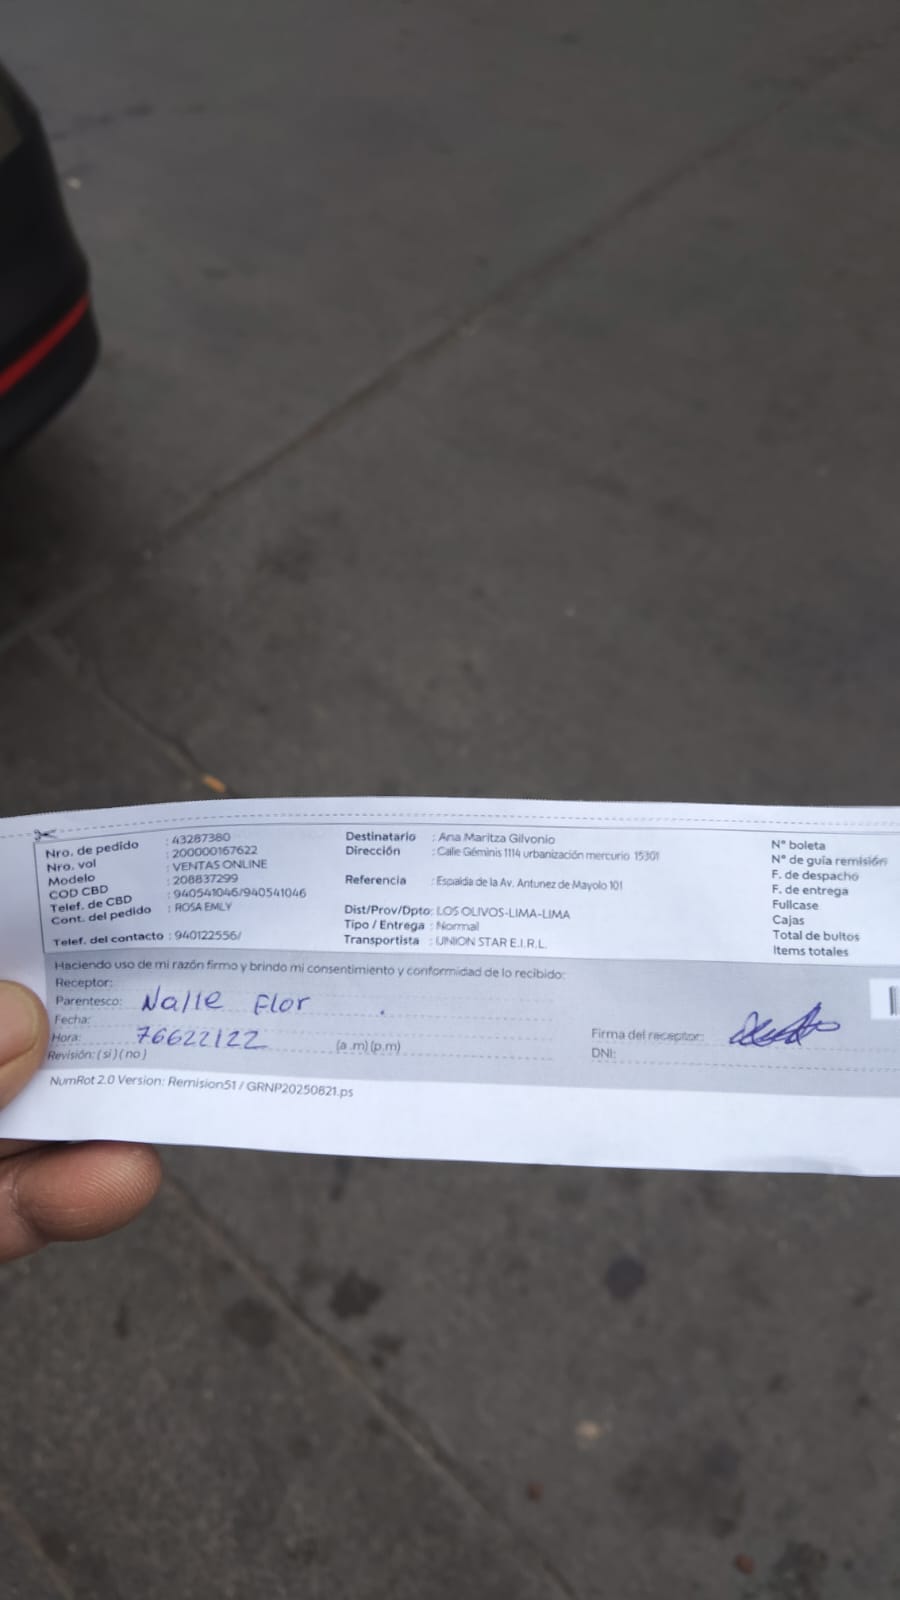 Nro. de pedido : 43287380
Nro. vol : 200000167622
Modelo : VENTAS ONLINE
COD CBD : 208837299
Telef. de CBD : 940541046/940541046
Cont. del pedido : ROSA EMLY
Telef. del contacto : 940122556/
Destinatario : Ana Maritza Gilvonio
Dirección : Calle Géminis 1114 urbanización mercurio 15301
Referencia : Espalda de la Av. Antunez de Mayolo 101
Dist/Prov/Dpto: LOS OLIVOS-LIMA-LIMA
Tipo / Entrega : Normal
Transportista : UNION STAR E.I.R.L.
N° boleta
N° de guía remisión
F. de despacho
F. de entrega
Fullcase
Cajas
Total de bultos
Items totales
Haciendo uso de mi razón firmo y brindo mi consentimiento y conformidad de lo recibido:
Receptor:
Parentesco: Nalle Flor
Fecha:
Hora: 76622122 (a .m) (p.m)
Revisión: ( si ) ( no )
Firma del receptor:
DNI:
NumRot 2.0 Version: Remision51 / GRNP20250821.ps